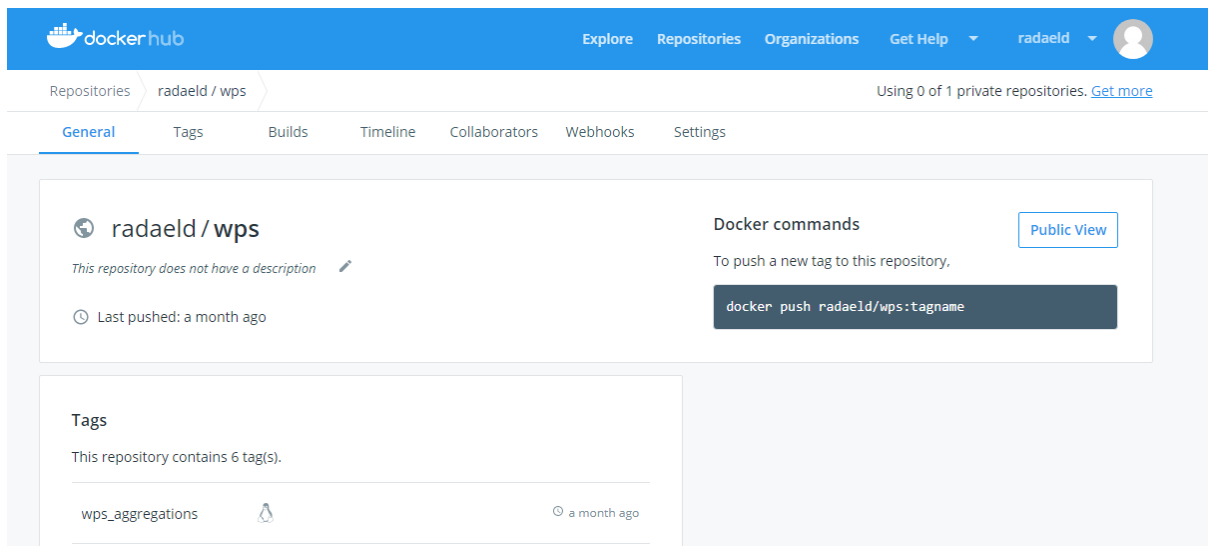 dockerhub Explore Repositories Organizations Get Help radaeld
Repositories radaeld / wps Using 0 of 1 private repositories. Get more
General Tags Builds Timeline Collaborators Webhooks Settings
radaeld / wps
This repository does not have a description
Last pushed: a month ago
Docker commands
Public View
To push a new tag to this repository,
docker push radaeld/wps:tagname
Tags
This repository contains 6 tag(s).
wps_aggregations a month ago